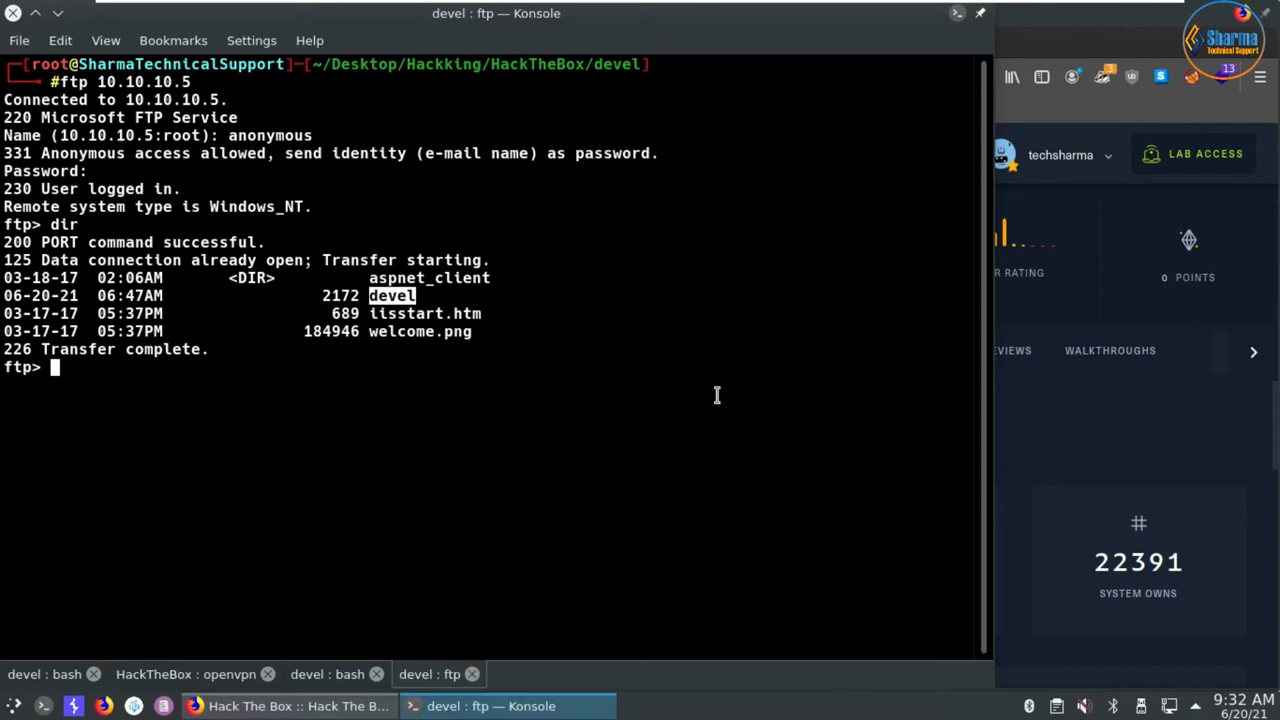 devel : ftp — Konsole
File Edit View Bookmarks Settings Help
Sharma
Technical Support
┌─[root@SharmaTechnicalSupport]─[~/Desktop/Hackking/HackTheBox/devel]
└──╼ #ftp 10.10.10.5
Connected to 10.10.10.5.
220 Microsoft FTP Service
Name (10.10.10.5:root): anonymous
331 Anonymous access allowed, send identity (e-mail name) as password.
Password:
230 User logged in.
Remote system type is Windows_NT.
ftp> dir
200 PORT command successful.
125 Data connection already open; Transfer starting.
03-18-17 02:06AM <DIR> aspnet_client
06-20-21 06:47AM 2172 devel
03-17-17 05:37PM 689 iisstart.htm
03-17-17 05:37PM 184946 welcome.png
226 Transfer complete.
ftp>
3
13
techsharma
LAB ACCESS
RATING
0 POINTS
WALKTHROUGHS
22391
SYSTEM OWNS
devel : bash HackTheBox : openvpn devel : bash devel : ftp
Hack The Box :: Hack The B... devel : ftp — Konsole
9:32 AM
6/20/21